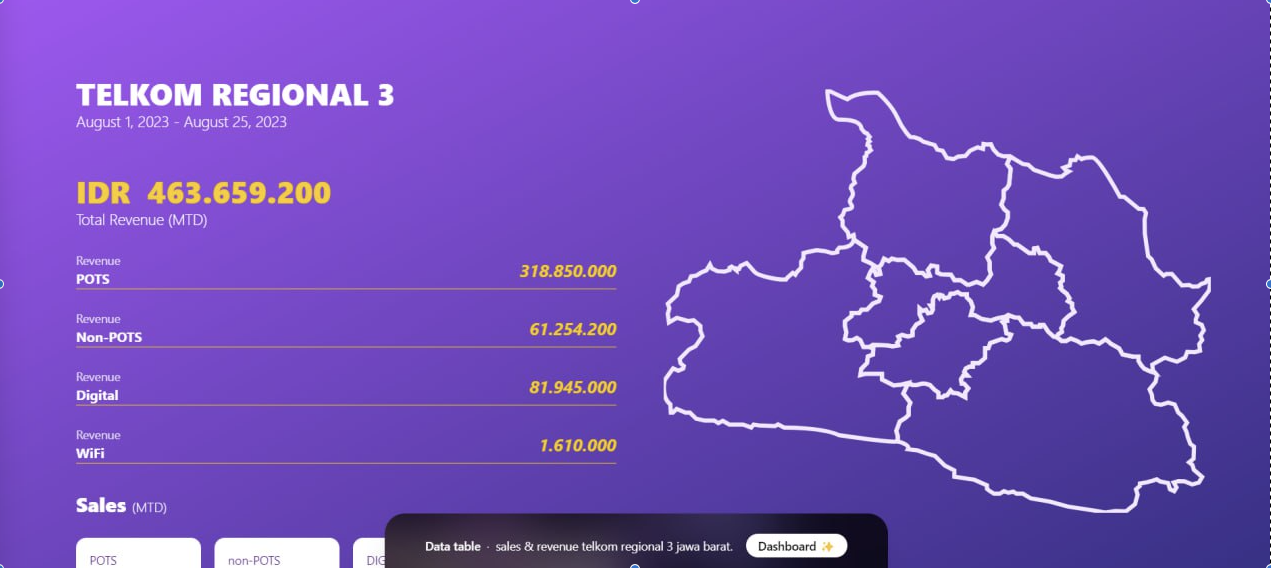 TELKOM REGIONAL 3
August 1, 2023 - August 25, 2023
IDR 463.659.200
Total Revenue (MTD)
Revenue
POTS 318.850.000
Revenue
Non-POTS 61.254.200
Revenue
Digital 81.945.000
Revenue
WiFi 1.610.000
Sales (MTD)
POTS non-POTS DIG
Data table · sales & revenue telkom regional 3 jawa barat. Dashboard ✨